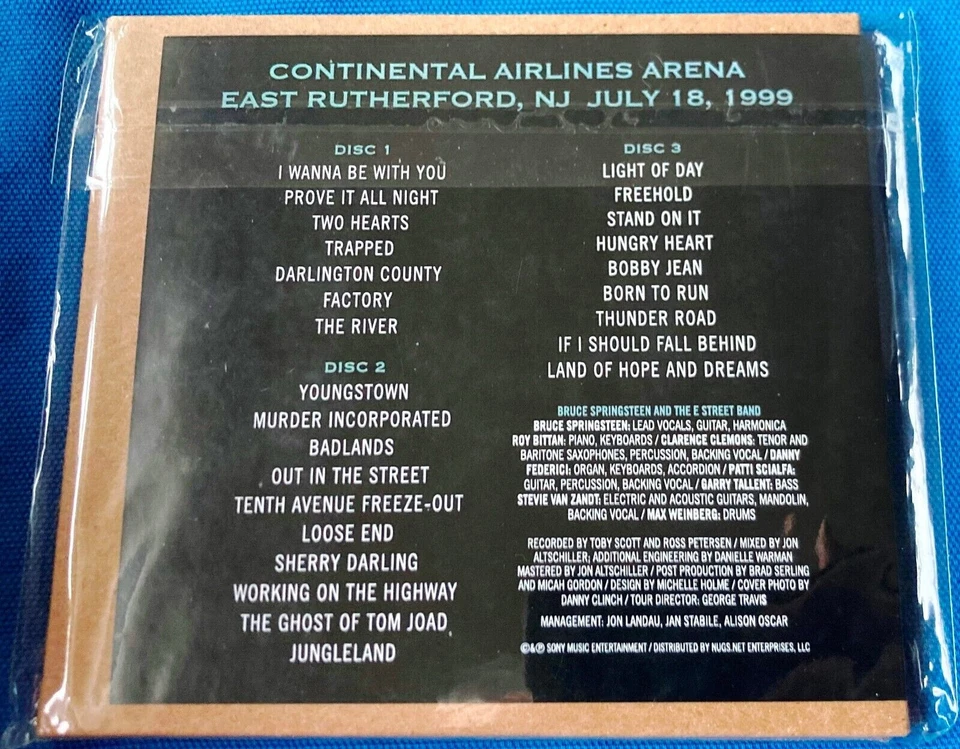 CONTINENTAL AIRLINES ARENA
EAST RUTHERFORD, NJ JULY 18, 1999
DISC 1
I WANNA BE WITH YOU
PROVE IT ALL NIGHT
TWO HEARTS
TRAPPED
DARLINGTON COUNTY
FACTORY
THE RIVER
DISC 2
YOUNGSTOWN
MURDER INCORPORATED
BADLANDS
OUT IN THE STREET
TENTH AVENUE FREEZE-OUT
LOOSE END
SHERRY DARLING
WORKING ON THE HIGHWAY
THE GHOST OF TOM JOAD
JUNGLELAND
DISC 3
LIGHT OF DAY
FREEHOLD
STAND ON IT
HUNGRY HEART
BOBBY JEAN
BORN TO RUN
THUNDER ROAD
IF I SHOULD FALL BEHIND
LAND OF HOPE AND DREAMS
BRUCE SPRINGSTEEN AND THE E STREET BAND
BRUCE SPRINGSTEEN: LEAD VOCALS, GUITAR, HARMONICA
ROY BITTAN: PIANO, KEYBOARDS / CLARENCE CLEMONS: TENOR AND
BARITONE SAXOPHONES, PERCUSSION, BACKING VOCAL / DANNY
FEDERICI: ORGAN, KEYBOARDS, ACCORDION / PATTI SCIALFA:
GUITAR, PERCUSSION, BACKING VOCAL / GARRY TALLENT: BASS
STEVIE VAN ZANDT: ELECTRIC AND ACOUSTIC GUITARS, MANDOLIN,
BACKING VOCAL / MAX WEINBERG: DRUMS
RECORDED BY TOBY SCOTT AND ROSS PETERSEN / MIXED BY JON
ALTSCHILLER; ADDITIONAL ENGINEERING BY DANIELLE WARMAN
MASTERED BY JON ALTSCHILLER / POST PRODUCTION BY BRAD SERLING
AND MICAH GORDON / DESIGN BY MICHELLE HOLME / COVER PHOTO BY
DANNY CLINCH / TOUR DIRECTOR: GEORGE TRAVIS
MANAGEMENT: JON LANDAU, JAN STABILE, ALISON OSCAR
©&℗ SONY MUSIC ENTERTAINMENT / DISTRIBUTED BY NUGS.NET ENTERPRISES, LLC